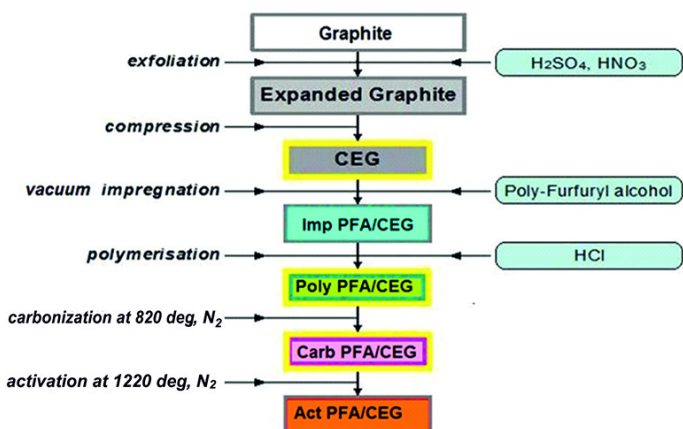 Graphite
exfoliation
H₂SO₄, HNO₃
Expanded Graphite
compression
CEG
vacuum impregnation
Poly-Furfuryl alcohol
Imp PFA/CEG
polymerisation
HCl
Poly PFA/CEG
carbonization at 820 deg, N₂
Carb PFA/CEG
activation at 1220 deg, N₂
Act PFA/CEG